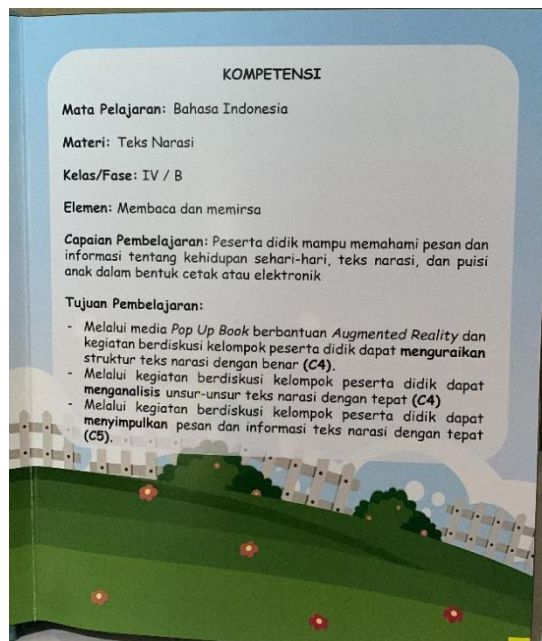 KOMPETENSI
Mata Pelajaran: Bahasa Indonesia
Materi: Teks Narasi
Kelas/Fase: IV / B
Elemen: Membaca dan memirsa
Capaian Pembelajaran: Peserta didik mampu memahami pesan dan
informasi tentang kehidupan sehari-hari, teks narasi, dan puisi
anak dalam bentuk cetak atau elektronik
Tujuan Pembelajaran:
- Melalui media Pop Up Book berbantuan Augmented Reality dan
kegiatan berdiskusi kelompok peserta didik dapat menguraikan
struktur teks narasi dengan benar (C4).
- Melalui kegiatan berdiskusi kelompok peserta didik dapat
menganalisis unsur-unsur teks narasi dengan tepat (C4)
- Melalui kegiatan berdiskusi kelompok peserta didik dapat
menyimpulkan pesan dan informasi teks narasi dengan tepat
(C5).